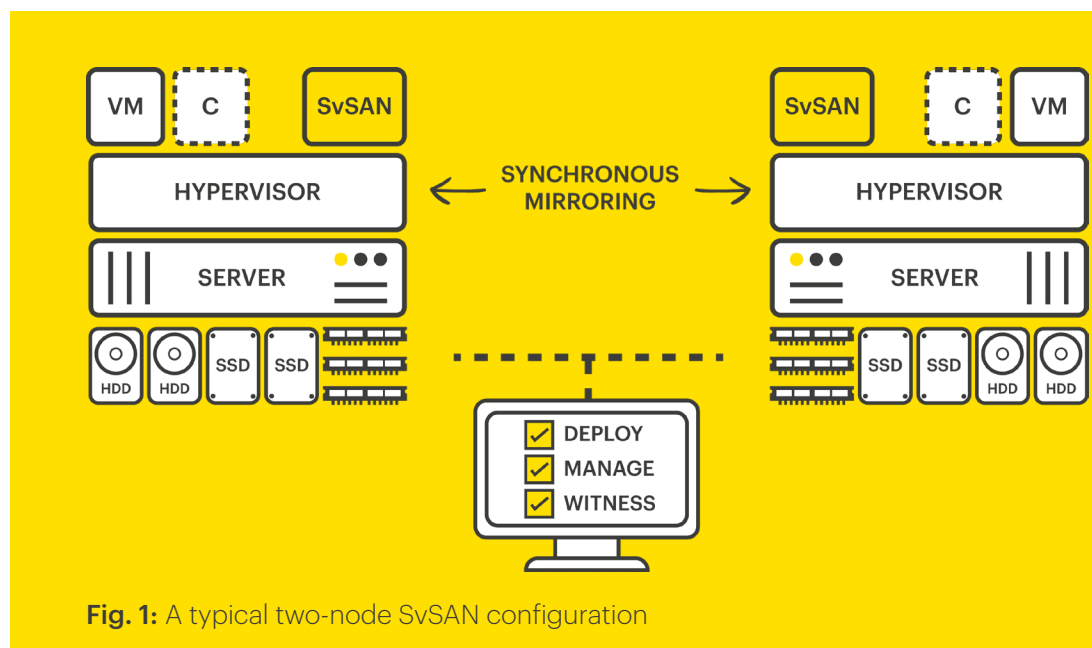 VM
C
SvSAN
SvSAN
C
VM
HYPERVISOR
SYNCHRONOUS
MIRRORING
HYPERVISOR
SERVER
SERVER
HDD
HDD
SSD
SSD
SSD
SSD
HDD
HDD
DEPLOY
MANAGE
WITNESS
Fig. 1: A typical two-node SvSAN configuration